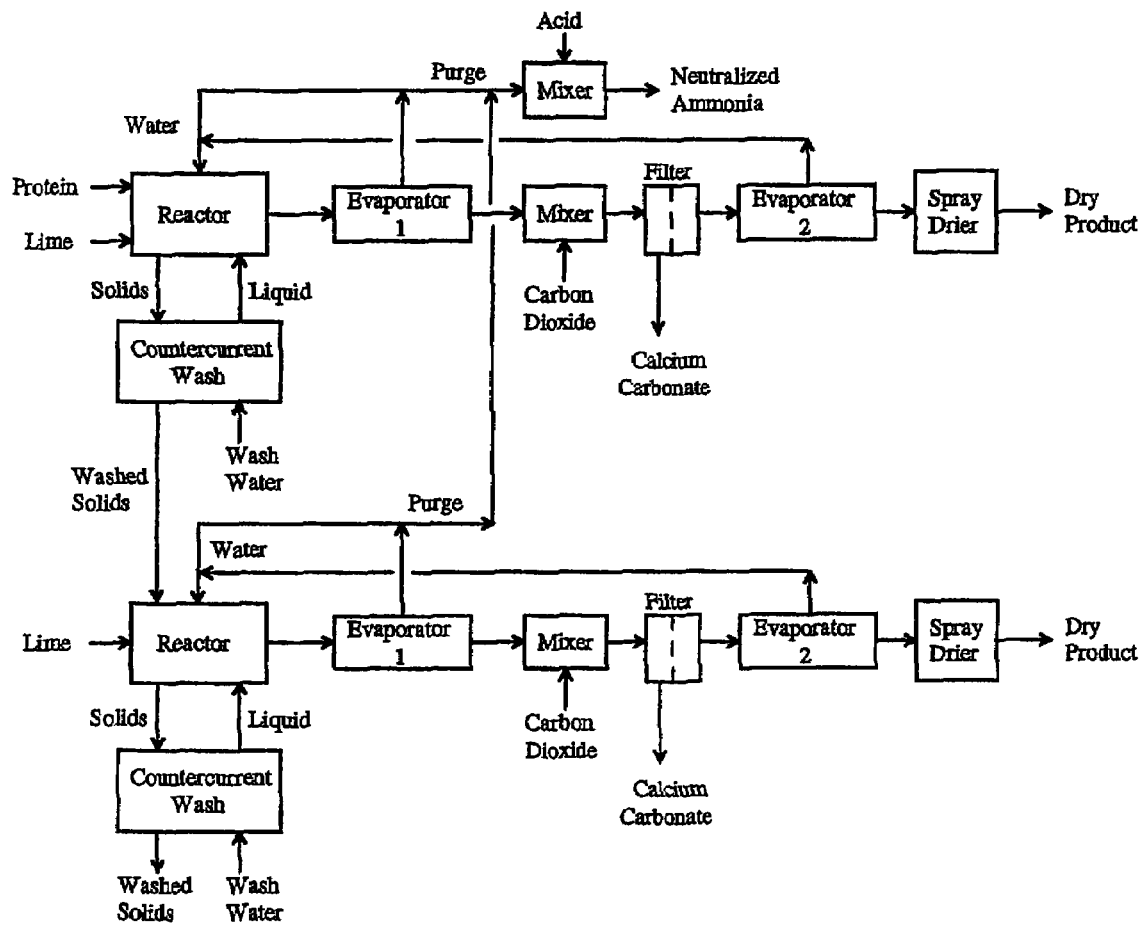 Acid
Purge
Mixer
Neutralized
Ammonia
Water
Protein
Lime
Reactor
Evaporator
1
Mixer
Filter
Evaporator
2
Spray
Drier
Dry
Product
Solids
Liquid
Carbon
Dioxide
Calcium
Carbonate
Countercurrent
Wash
Wash
Water
Washed
Solids
Purge
Water
Lime
Reactor
Evaporator
1
Mixer
Filter
Evaporator
2
Spray
Drier
Dry
Product
Solids
Liquid
Carbon
Dioxide
Calcium
Carbonate
Countercurrent
Wash
Washed
Solids
Wash
Water